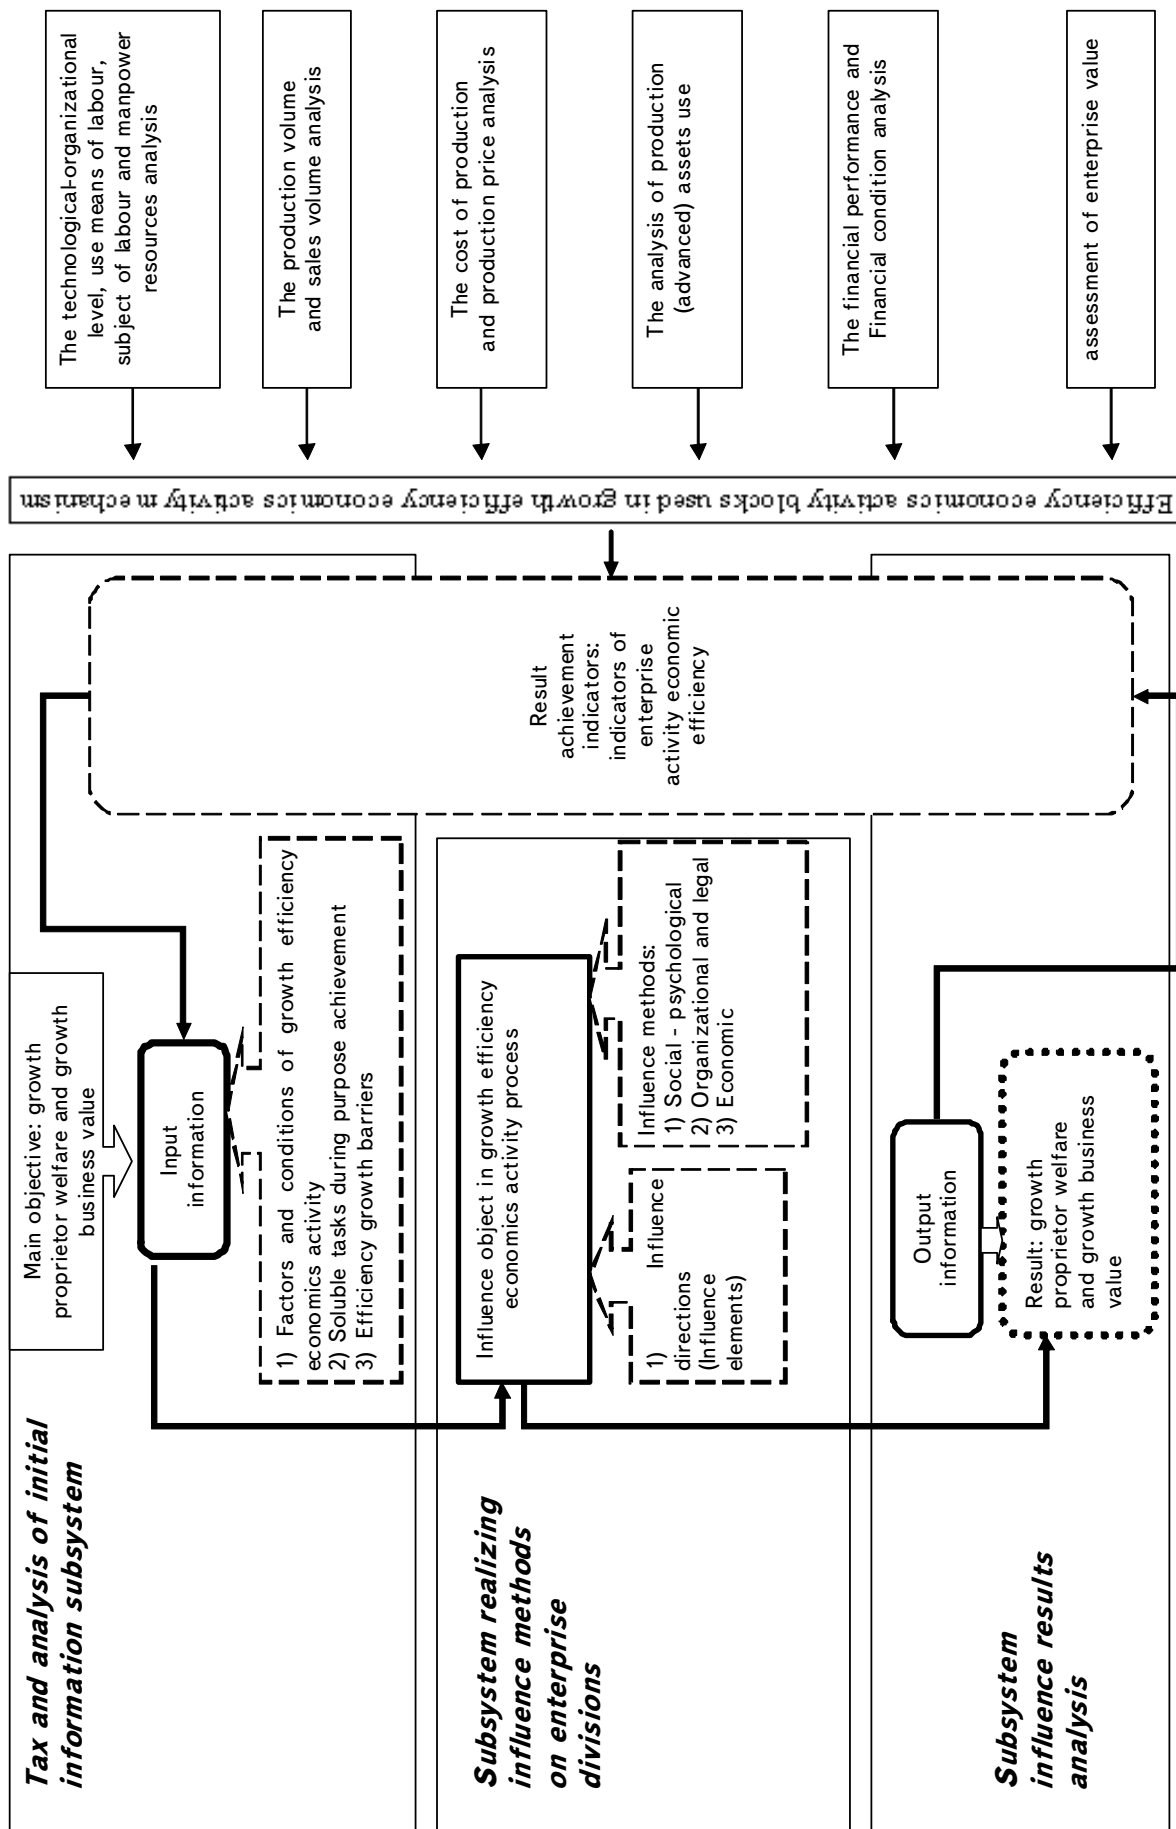 Tax and analysis of initial
information subsystem
Main objective: growth
proprietor welfare and growth
business value
Input
information
1) Factors and conditions of growth efficiency
economics activity
2) Soluble tasks during purpose achievement
3) Efficiency growth barriers
Subsystem realizing
influence methods
on enterprise
divisions
Influence object in growth efficiency
economics activity process
1) Influence
directions
(Influence
elements)
Influence methods:
1) Social - psychological
2) Organizational and legal
3) Economic
Subsystem
influence results
analysis
Output
information
Result: growth
proprietor welfare
and growth business
value
Result
achievement
indicators:
indicators of
enterprise
activity economic
efficiency
Efficiency economics activity blocks used in growth efficiency economics activity mechanism
The technological-organizational
level, use means of labour,
subject of labour and manpower
resources analysis
The production volume
and sales volume analysis
The cost of production
and production price analysis
The analysis of production
(advanced) assets use
The financial performance and
Financial condition analysis
assessment of enterprise value